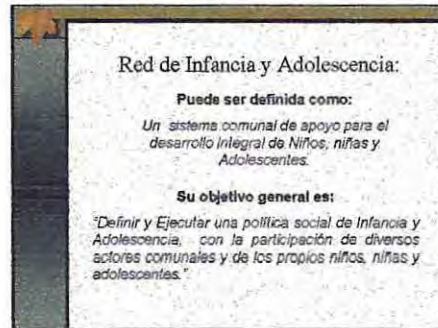 Red de Infancia y Adolescencia:
Puede ser definida como:
Un sistema comunal de apoyo para el
desarrollo Integral de Niños, niñas y
Adolescentes.
Su objetivo general es:
"Definir y Ejecutar una política social de Infancia y
Adolescencia, con la participación de diversos
actores comunales y de los propios niños, niñas y
adolescentes."